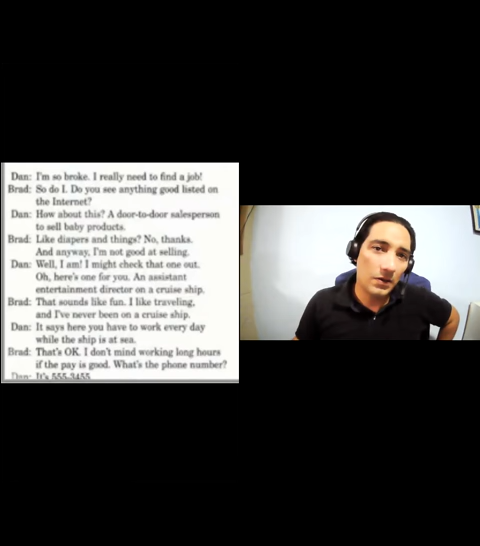 Dan: I'm so broke. I really need to find a job!
Brad: So do I. Do you see anything good listed on
the Internet?
Dan: How about this? A door-to-door salesperson
to sell baby products.
Brad: Like diapers and things? No, thanks.
And anyway, I'm not good at selling.
Dan: Well, I am! I might check that one out.
Oh, here's one for you. An assistant
entertainment director on a cruise ship.
Brad: That sounds like fun. I like traveling,
and I've never been on a cruise ship.
Dan: It says here you have to work every day
while the ship is at sea.
Brad: That's OK. I don't mind working long hours
if the pay is good. What's the phone number?
Dan: It's 555-3455